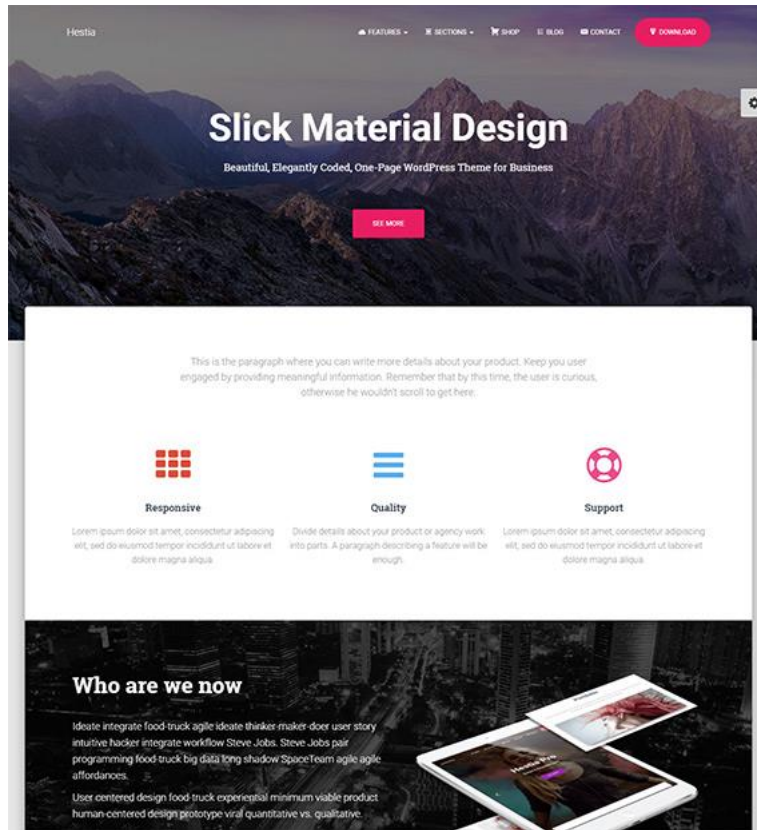 Hestia
FEATURES
SECTIONS
SHOP
BLOG
CONTACT
DOWNLOAD
Slick Material Design
Beautiful, Elegantly Coded, One-Page WordPress Theme for Business
SEE MORE
This is the paragraph where you can write more details about your product. Keep you user
engaged by providing meaningful information. Remember that by this time, the user is curious,
otherwise he wouldn't scroll to get here.
Responsive
Lorem ipsum dolor sit amet, consectetur adipiscing
elit, sed do eiusmod tempor incididunt ut labore et
dolore magna aliqua.
Quality
Divide details about your product or agency work
into parts. A paragraph describing a feature will be
enough.
Support
Lorem ipsum dolor sit amet, consectetur adipiscing
elit, sed do eiusmod tempor incididunt ut labore et
dolore magna aliqua.
Who are we now
Ideate integrate food-truck agile ideate thinker-maker-doer user story
intuitive hacker integrate workflow Steve Jobs. Steve Jobs pair
programming food-truck big data long shadow SpaceTeam agile agile
affordances.
User centered design food-truck experiential minimum viable product
human-centered design prototype viral quantitative vs. qualitative.
Hestia Pro